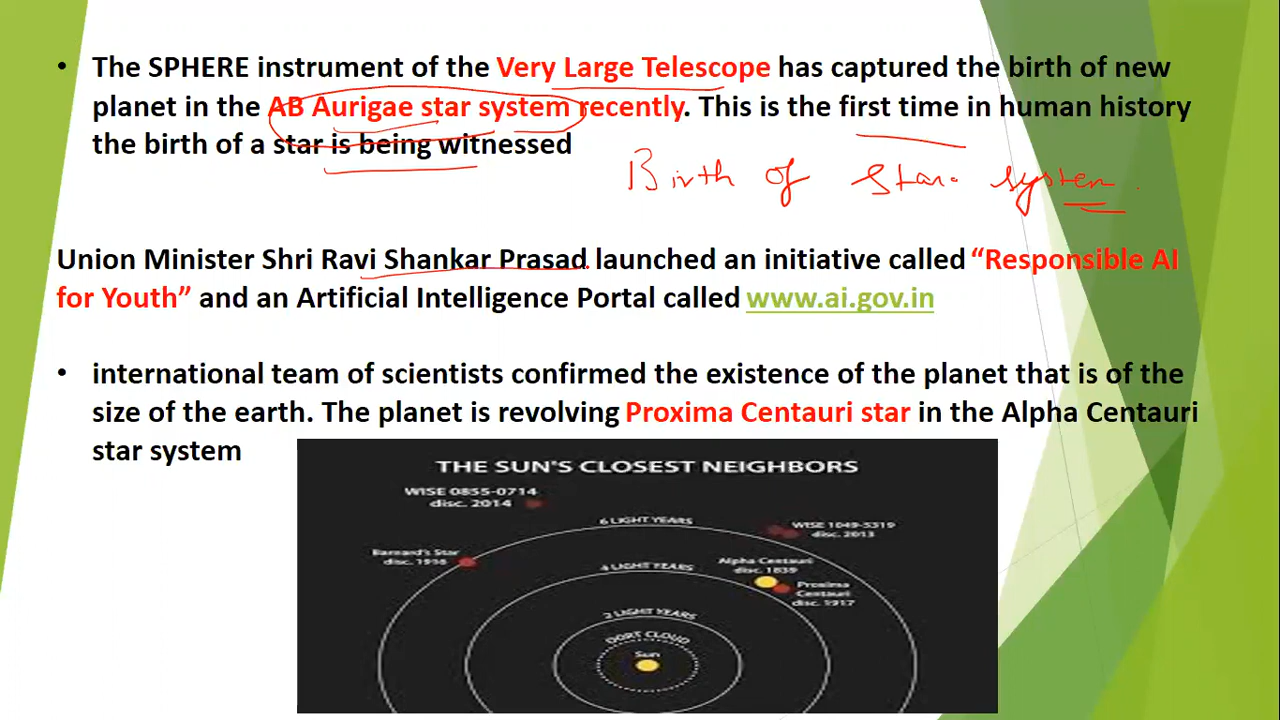 • The SPHERE instrument of the Very Large Telescope has captured the birth of new
planet in the AB Aurigae star system recently. This is the first time in human history
the birth of a star is being witnessed
Birth of star system.
Union Minister Shri Ravi Shankar Prasad launched an initiative called “Responsible AI
for Youth” and an Artificial Intelligence Portal called www.ai.gov.in
• international team of scientists confirmed the existence of the planet that is of the
size of the earth. The planet is revolving Proxima Centauri star in the Alpha Centauri
star system
THE SUN'S CLOSEST NEIGHBORS
WISE 0855-0714
disc. 2014
6 LIGHT YEARS
WISE 1049-5319
disc. 2013
Barnard's Star
disc. 1916
4 LIGHT YEARS
Alpha Centauri
disc. 1839
Proxima
Centauri
disc. 1917
2 LIGHT YEARS
OORT CLOUD
Sun